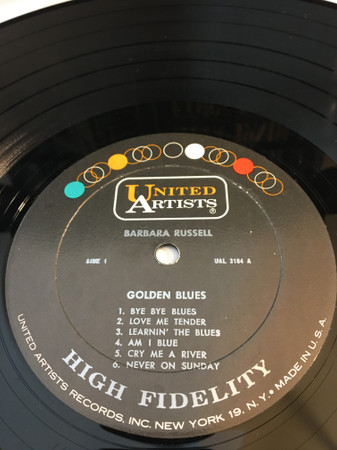 UNITED
ARTISTS®
BARBARA RUSSELL
SIDE 1
UAL 3164 A
GOLDEN BLUES
1. BYE BYE BLUES
2. LOVE ME TENDER
3. LEARNIN' THE BLUES
4. AM I BLUE
5. CRY ME A RIVER
6. NEVER ON SUNDAY
HIGH FIDELITY
UNITED ARTISTS RECORDS, INC. NEW YORK 19, N. Y. • MADE IN U. S. A.